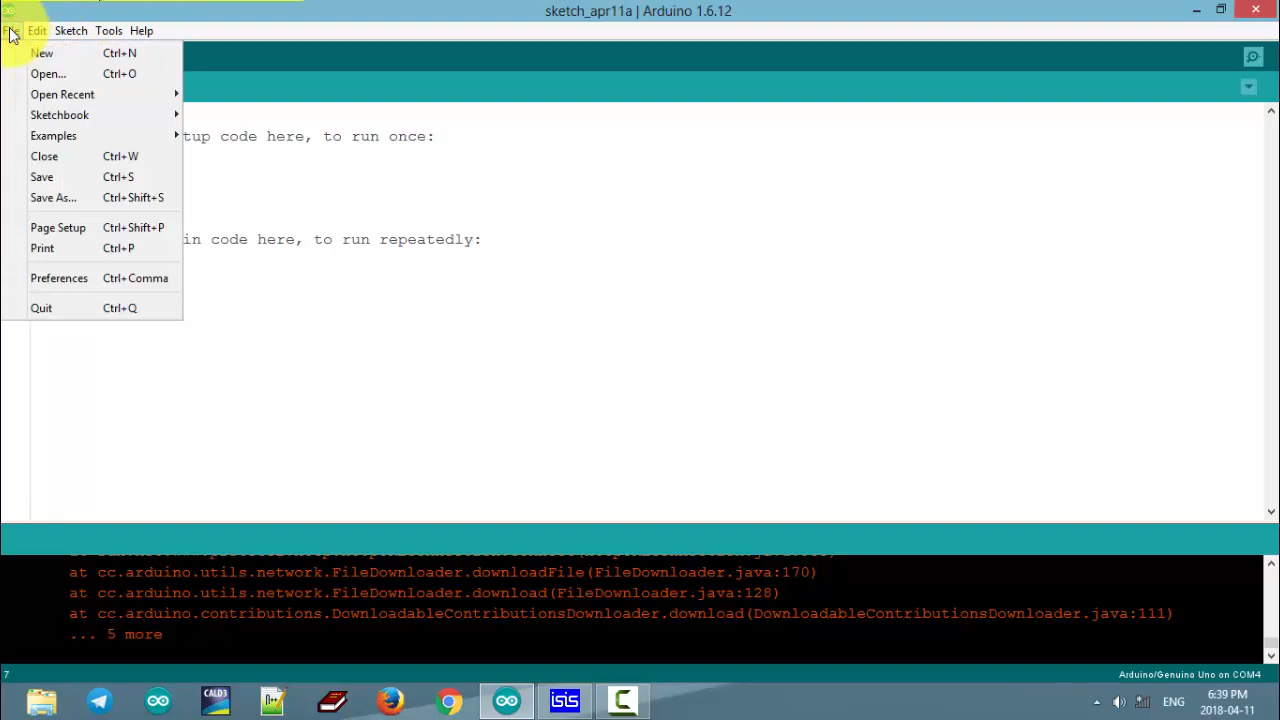 sketch_apr11a | Arduino 1.6.12
File Edit Sketch Tools Help
New Ctrl+N
Open... Ctrl+O
Open Recent
Sketchbook
Examples
Close Ctrl+W
Save Ctrl+S
Save As... Ctrl+Shift+S
Page Setup Ctrl+Shift+P
Print Ctrl+P
Preferences Ctrl+Comma
Quit Ctrl+Q
tup code here, to run once:
in code here, to run repeatedly:
at cc.arduino.utils.network.FileDownloader.downloadFile(FileDownloader.java:170)
at cc.arduino.utils.network.FileDownloader.download(FileDownloader.java:128)
at cc.arduino.contributions.DownloadableContributionsDownloader.download(DownloadableContributionsDownloader.java:111)
... 5 more
7 Arduino/Genuino Uno on COM4
CALD3
n++
isis
C
ENG
6:39 PM
2018-04-11